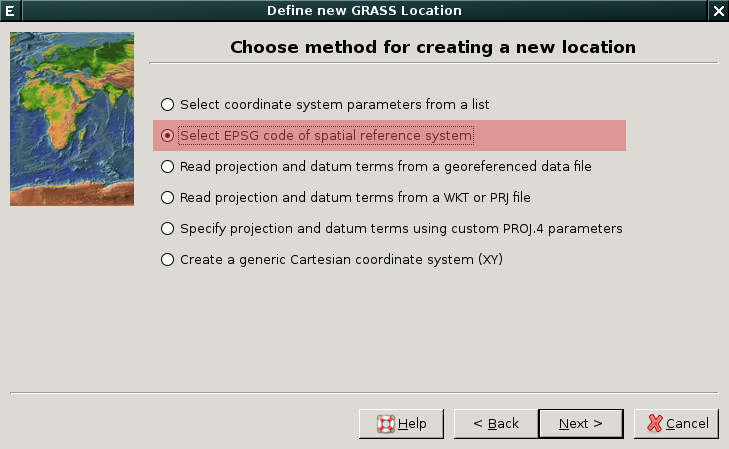 E
Define new GRASS Location
Choose method for creating a new location
Select coordinate system parameters from a list
Select EPSG code of spatial reference system
Read projection and datum terms from a georeferenced data file
Read projection and datum terms from a WKT or PRJ file
Specify projection and datum terms using custom PROJ.4 parameters
Create a generic Cartesian coordinate system (XY)
Help
< Back
Next >
Cancel